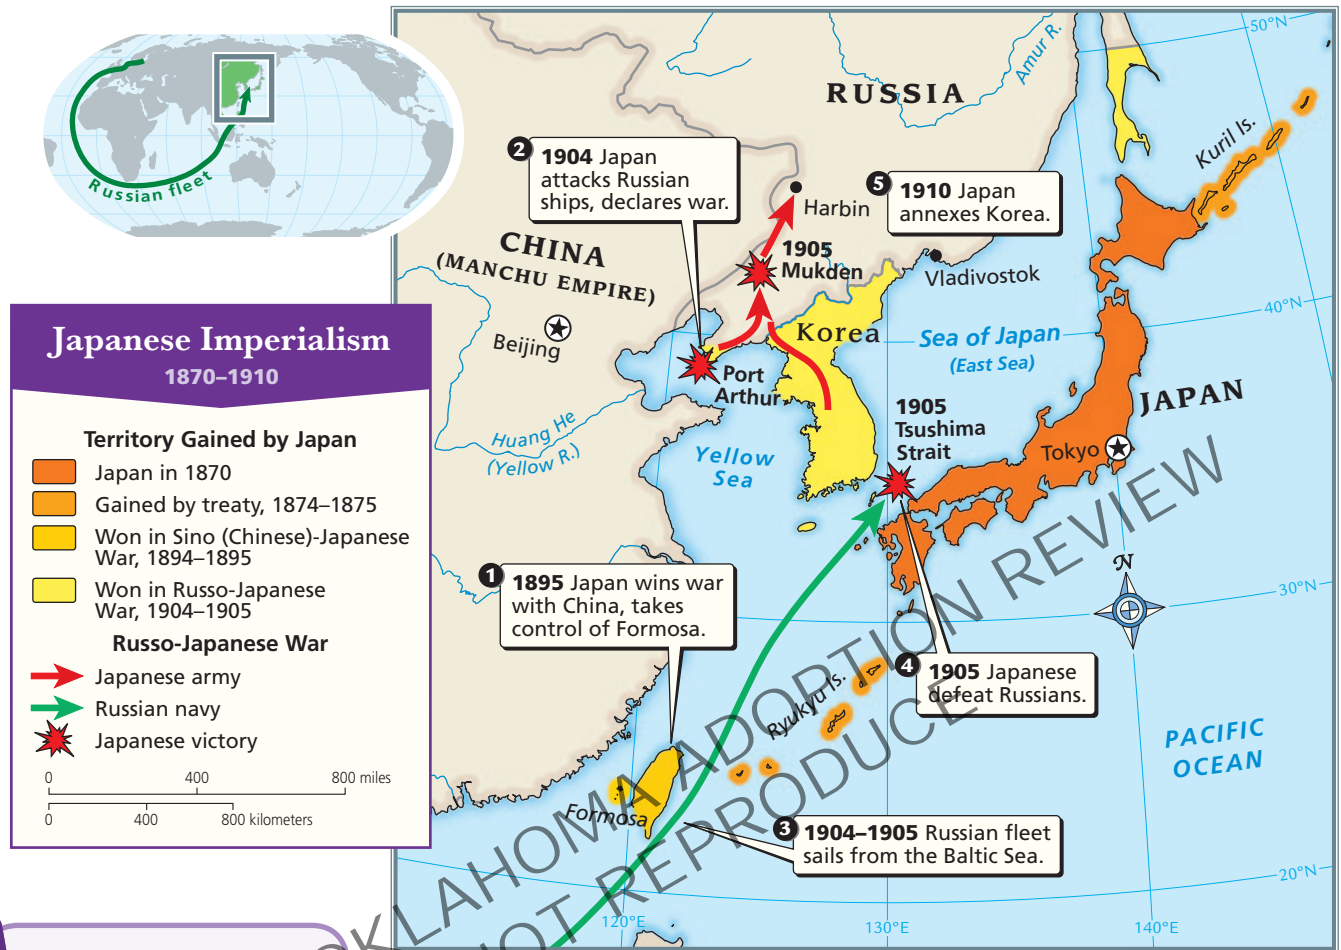 Russian fleet
Japanese Imperialism
1870–1910
Territory Gained by Japan
Japan in 1870
Gained by treaty, 1874–1875
Won in Sino (Chinese)-Japanese
War, 1894–1895
Won in Russo-Japanese
War, 1904–1905
Russo-Japanese War
Japanese army
Russian navy
Japanese victory
0 400 800 miles
0 400 800 kilometers
50°N
Amur R.
RUSSIA
Kuril Is.
2 1904 Japan
attacks Russian
ships, declares war.
5 1910 Japan
annexes Korea.
Harbin
CHINA
(MANCHU EMPIRE)
1905
Mukden
Vladivostok
40°N
Beijing
Korea
Sea of Japan
(East Sea)
Port
Arthur
JAPAN
1905
Tsushima
Strait
Huang He
(Yellow R.)
Yellow
Sea
Tokyo
N
30°N
1 1895 Japan wins war
with China, takes
control of Formosa.
4 1905 Japanese
defeat Russians.
Ryukyu Is.
PACIFIC
OCEAN
Formosa
3 1904–1905 Russian fleet
sails from the Baltic Sea.
20°N
120°E
130°E
140°E
OKLAHOMA ADOPTION REVIEW
NOT REPRODUCE